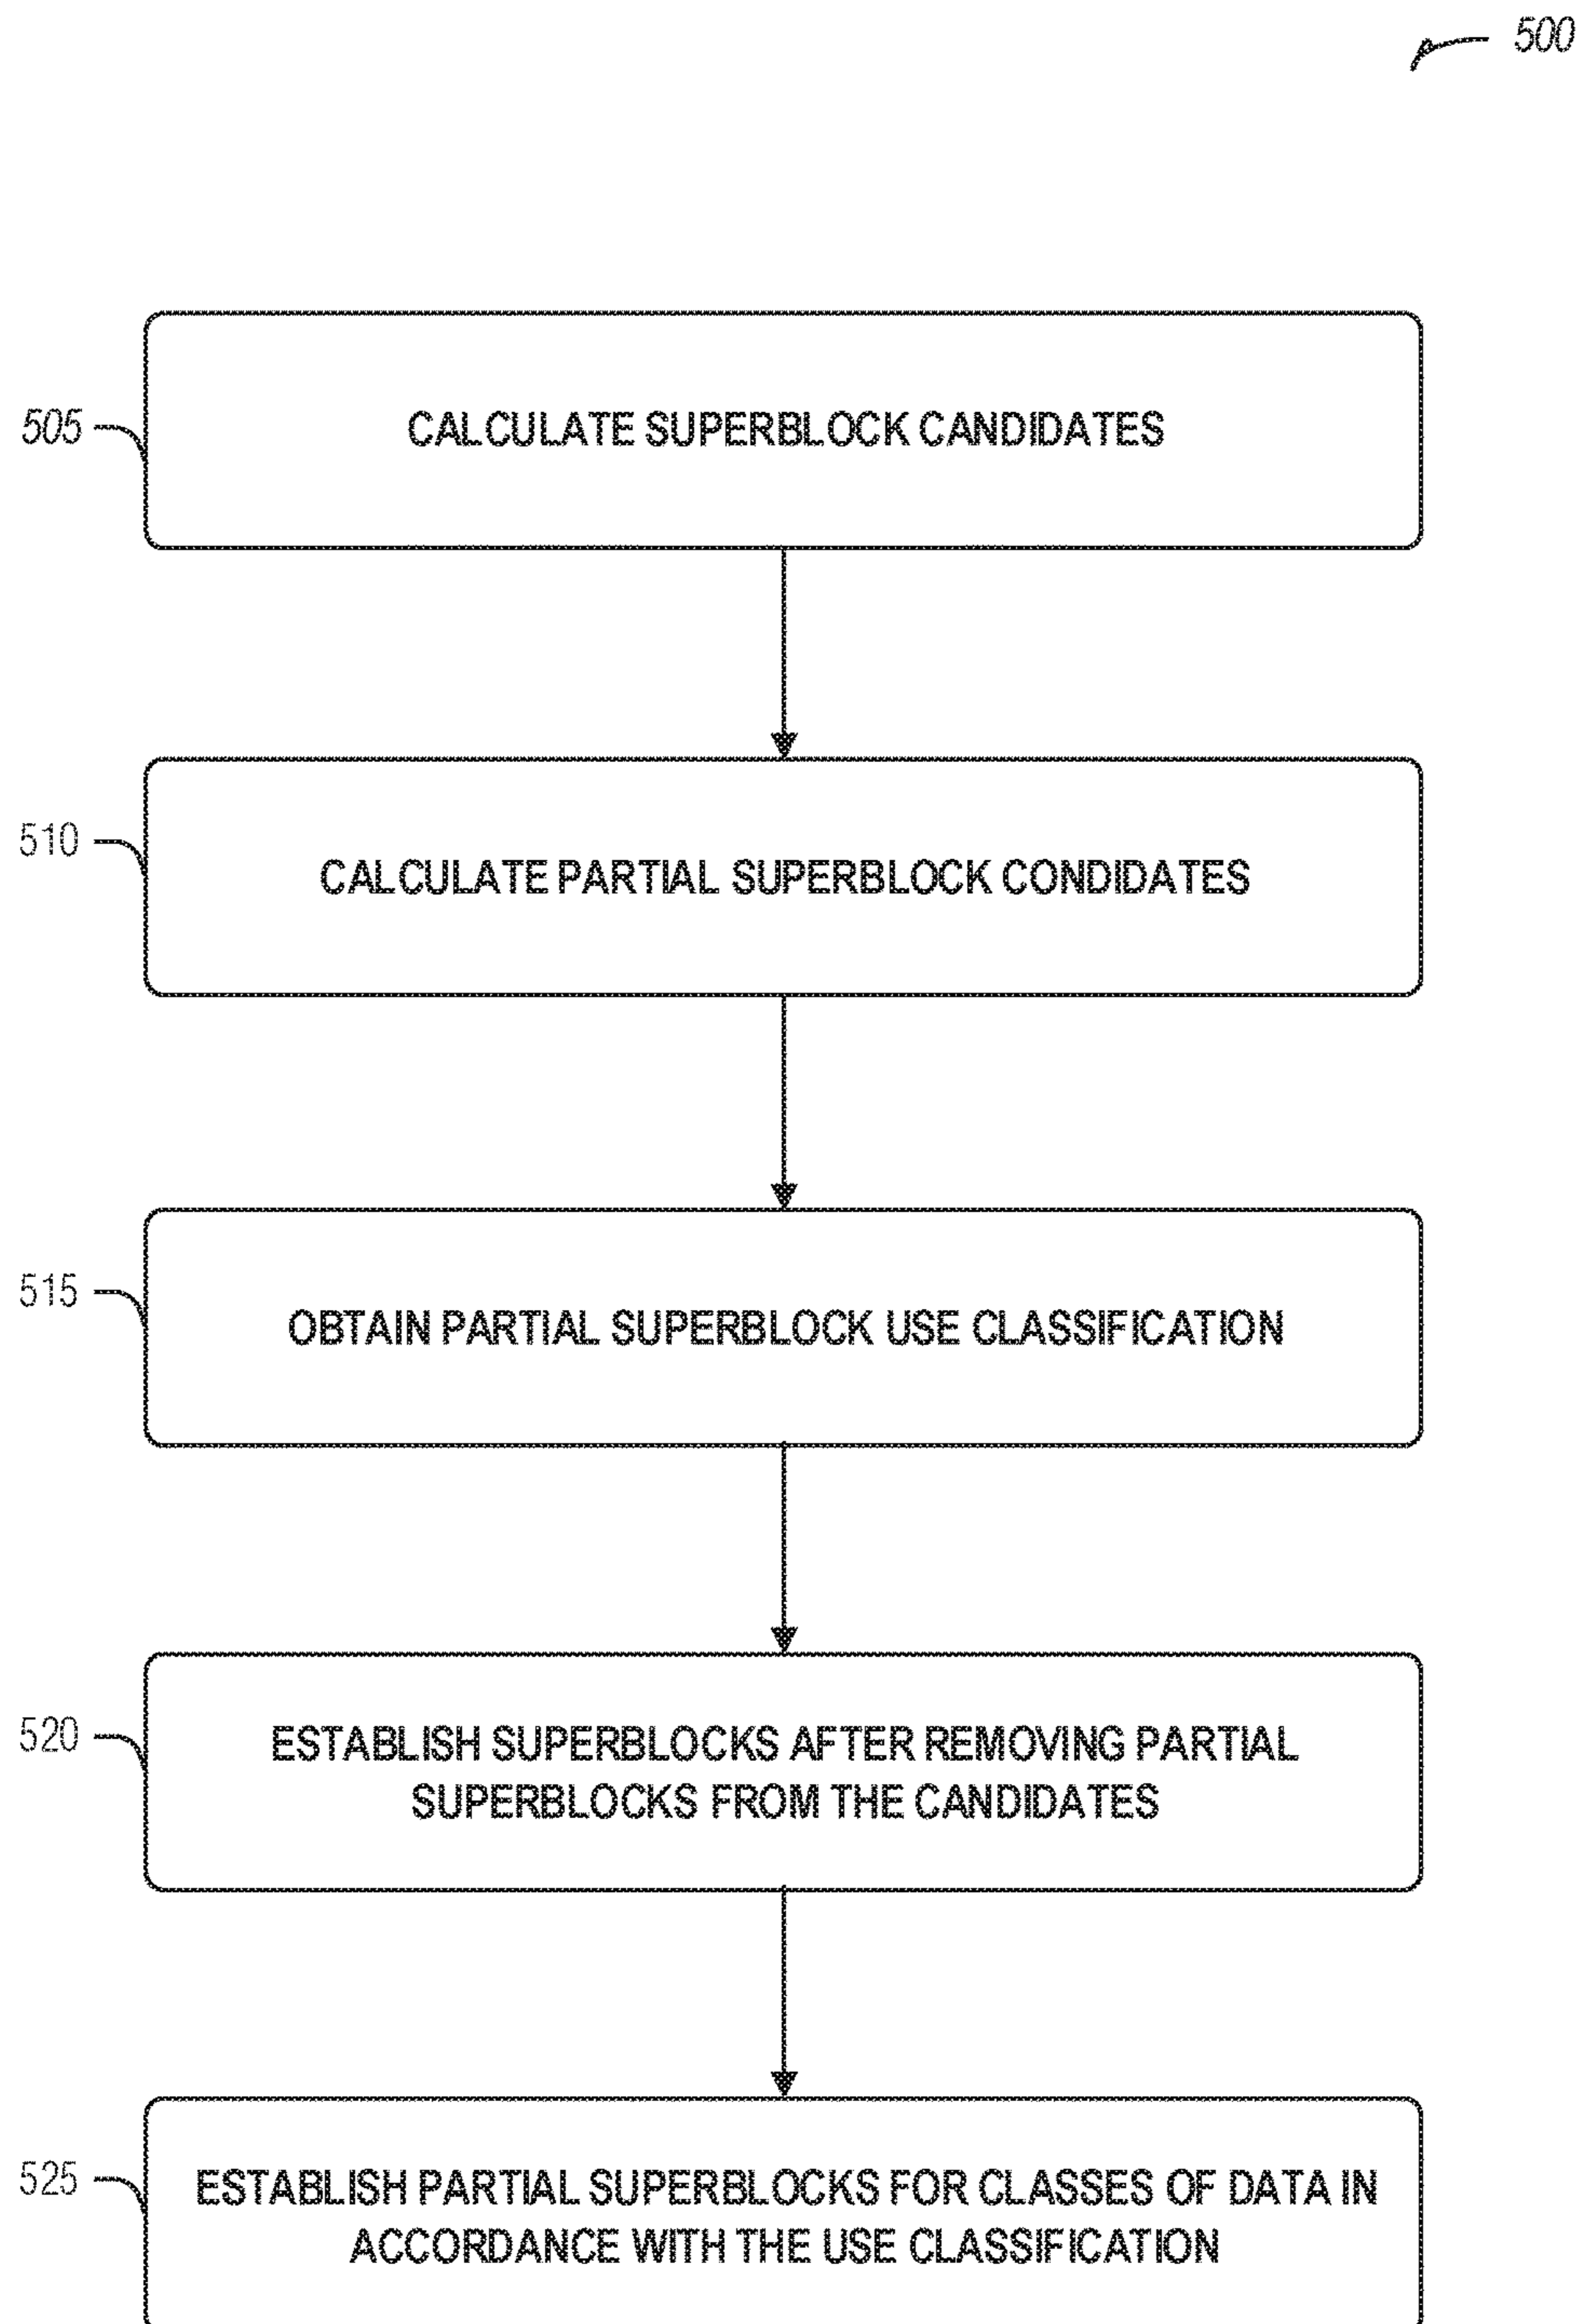 500
505
CALCULATE SUPERBLOCK CANDIDATES
510
CALCULATE PARTIAL SUPERBLOCK CONDIDATES
515
OBTAIN PARTIAL SUPERBLOCK USE CLASSIFICATION
520
ESTABLISH SUPERBLOCKS AFTER REMOVING PARTIAL
SUPERBLOCKS FROM THE CANDIDATES
525
ESTABLISH PARTIAL SUPERBLOCKS FOR CLASSES OF DATA IN
ACCORDANCE WITH THE USE CLASSIFICATION